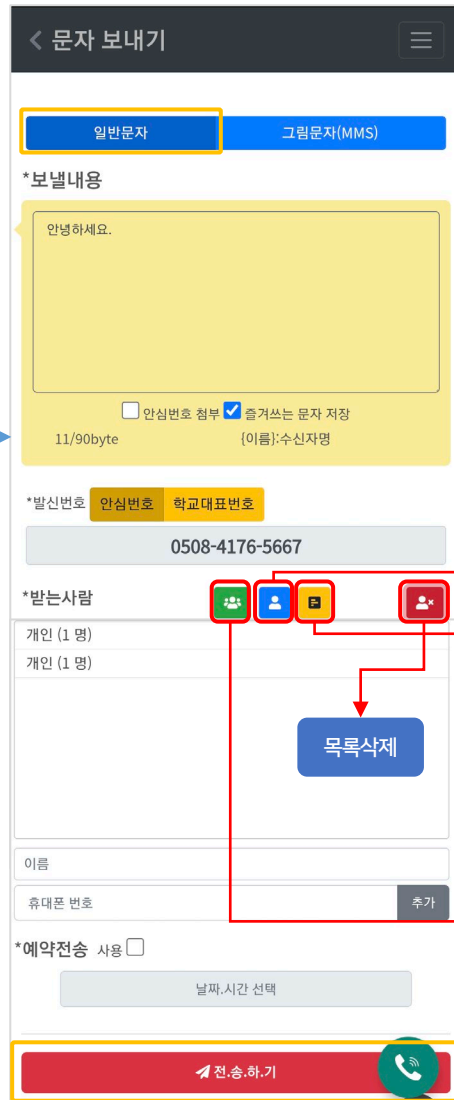 문자 보내기
일반문자 그림문자(MMS)
*보낼내용
안녕하세요.
안심번호 첨부 즐겨쓰는 문자 저장
11/90byte {이름}:수신자명
*발신번호 안심번호 학교대표번호
0508-4176-5667
*받는사람
개인 (1 명)
개인 (1 명)
목록삭제
이름
휴대폰 번호 추가
*예약전송 사용
날짜.시간 선택
전.송.하.기